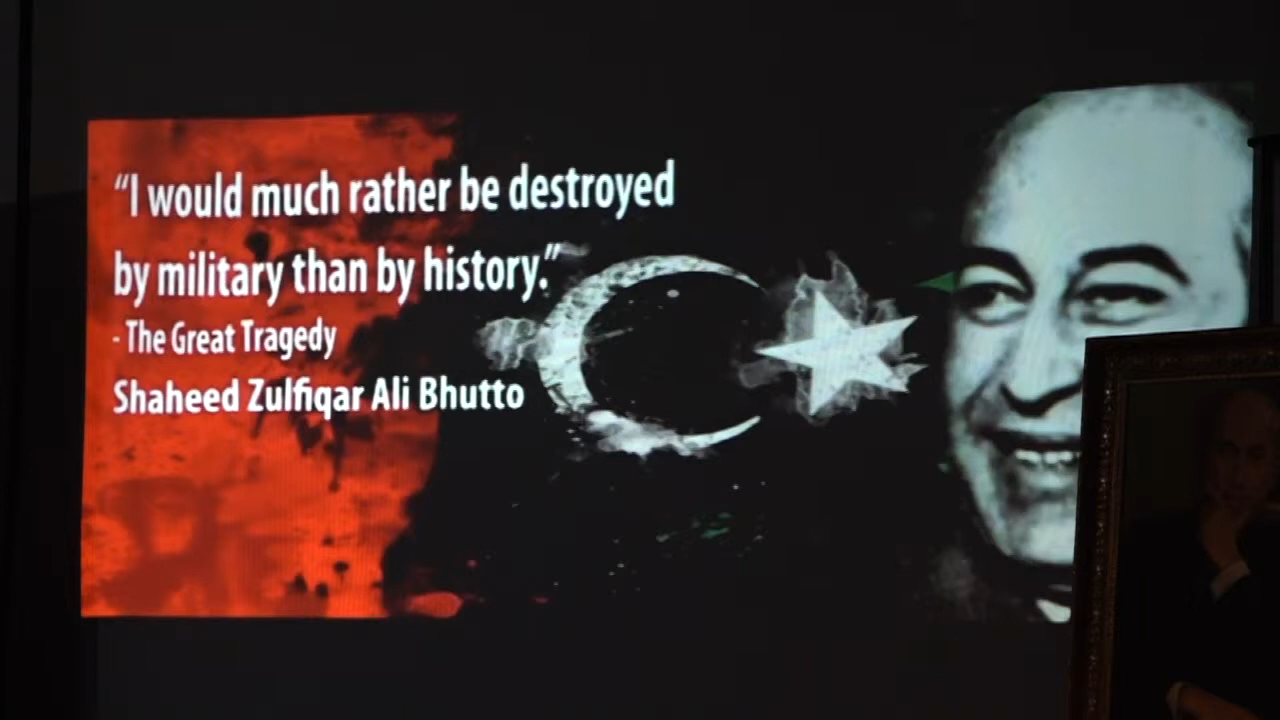 “I would much rather be destroyed
by military than by history.”
- The Great Tragedy
Shaheed Zulfiqar Ali Bhutto